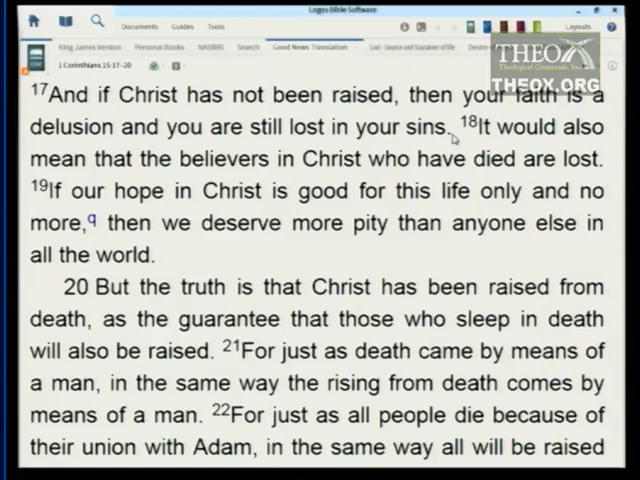 Logos Bible Software
Documents Guides Tools Layouts
King James Version Personal Books NASB95 Search Good News Translation God - Source and Sustainer of life
1 Corinthians 15:17-20
THEOX
THEOX.ORG
17And if Christ has not been raised, then your faith is a
delusion and you are still lost in your sins. 18It would also
mean that the believers in Christ who have died are lost.
19If our hope in Christ is good for this life only and no
more,q then we deserve more pity than anyone else in
all the world.
20 But the truth is that Christ has been raised from
death, as the guarantee that those who sleep in death
will also be raised. 21For just as death came by means of
a man, in the same way the rising from death comes by
means of a man. 22For just as all people die because of
their union with Adam, in the same way all will be raised